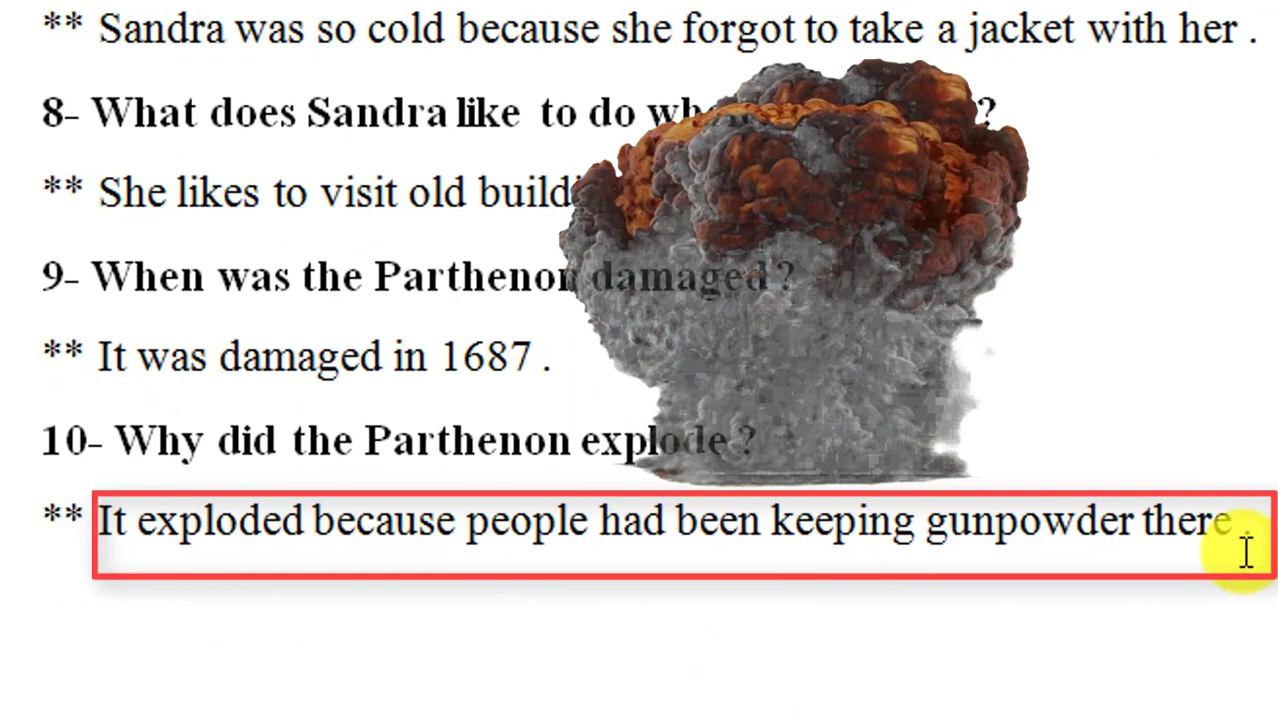 ** Sandra was so cold because she forgot to take a jacket with her .
8- What does Sandra like to do ?
** She likes to visit old
9- When was the Parthenon damaged ?
** It was damaged in 1687 .
10- Why did the Parthenon explode ?
** It exploded because people had been keeping gunpowder there .